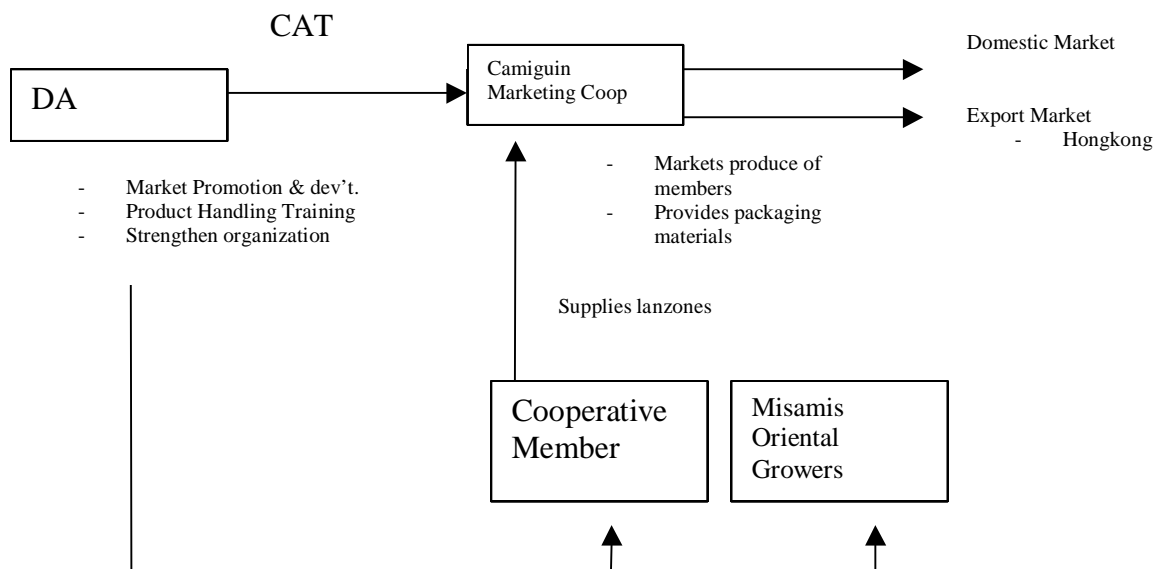 CAT
DA
Camiguin
Marketing Coop
Domestic Market
Export Market
- Hongkong
- Market Promotion & dev’t.
- Product Handling Training
- Strengthen organization
- Markets produce of
members
- Provides packaging
materials
Supplies lanzones
Cooperative
Member
Misamis
Oriental
Growers